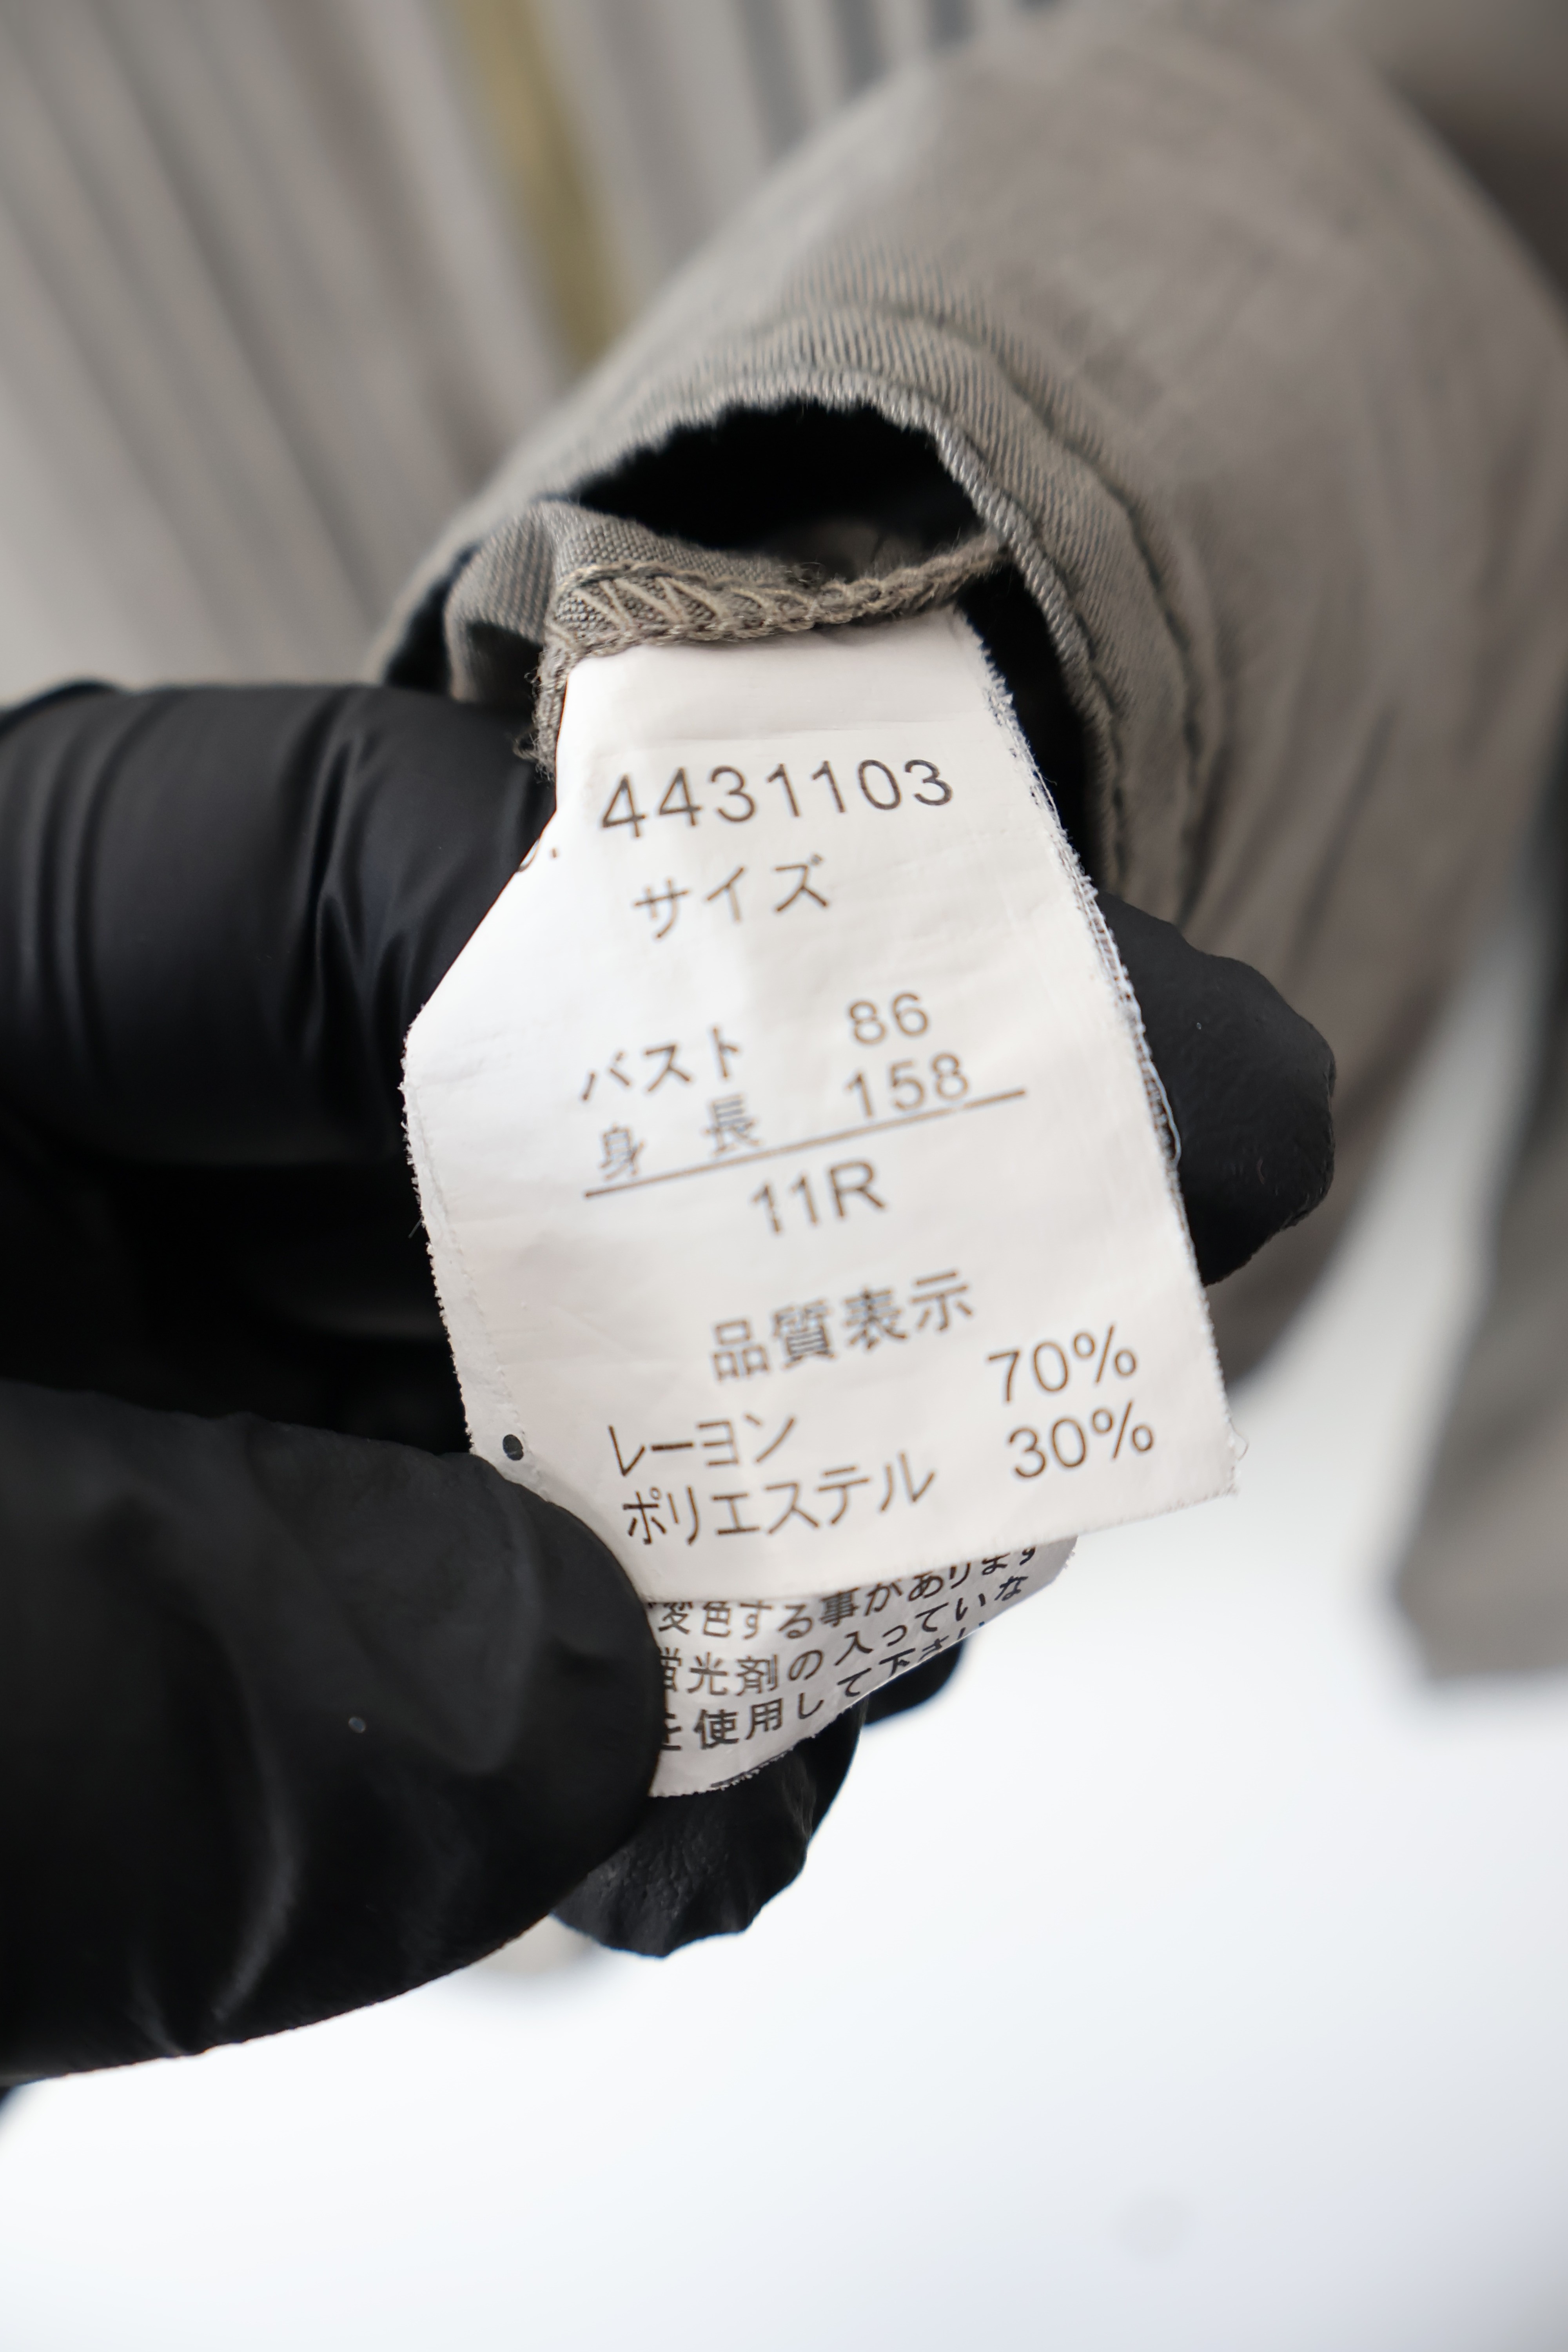 4431103
サイズ
バスト 86
身長 158
11R
品質表示
レーヨン 70%
ポリエステル 30%
変色する事があります
光剤の入っていな
使用して下さい